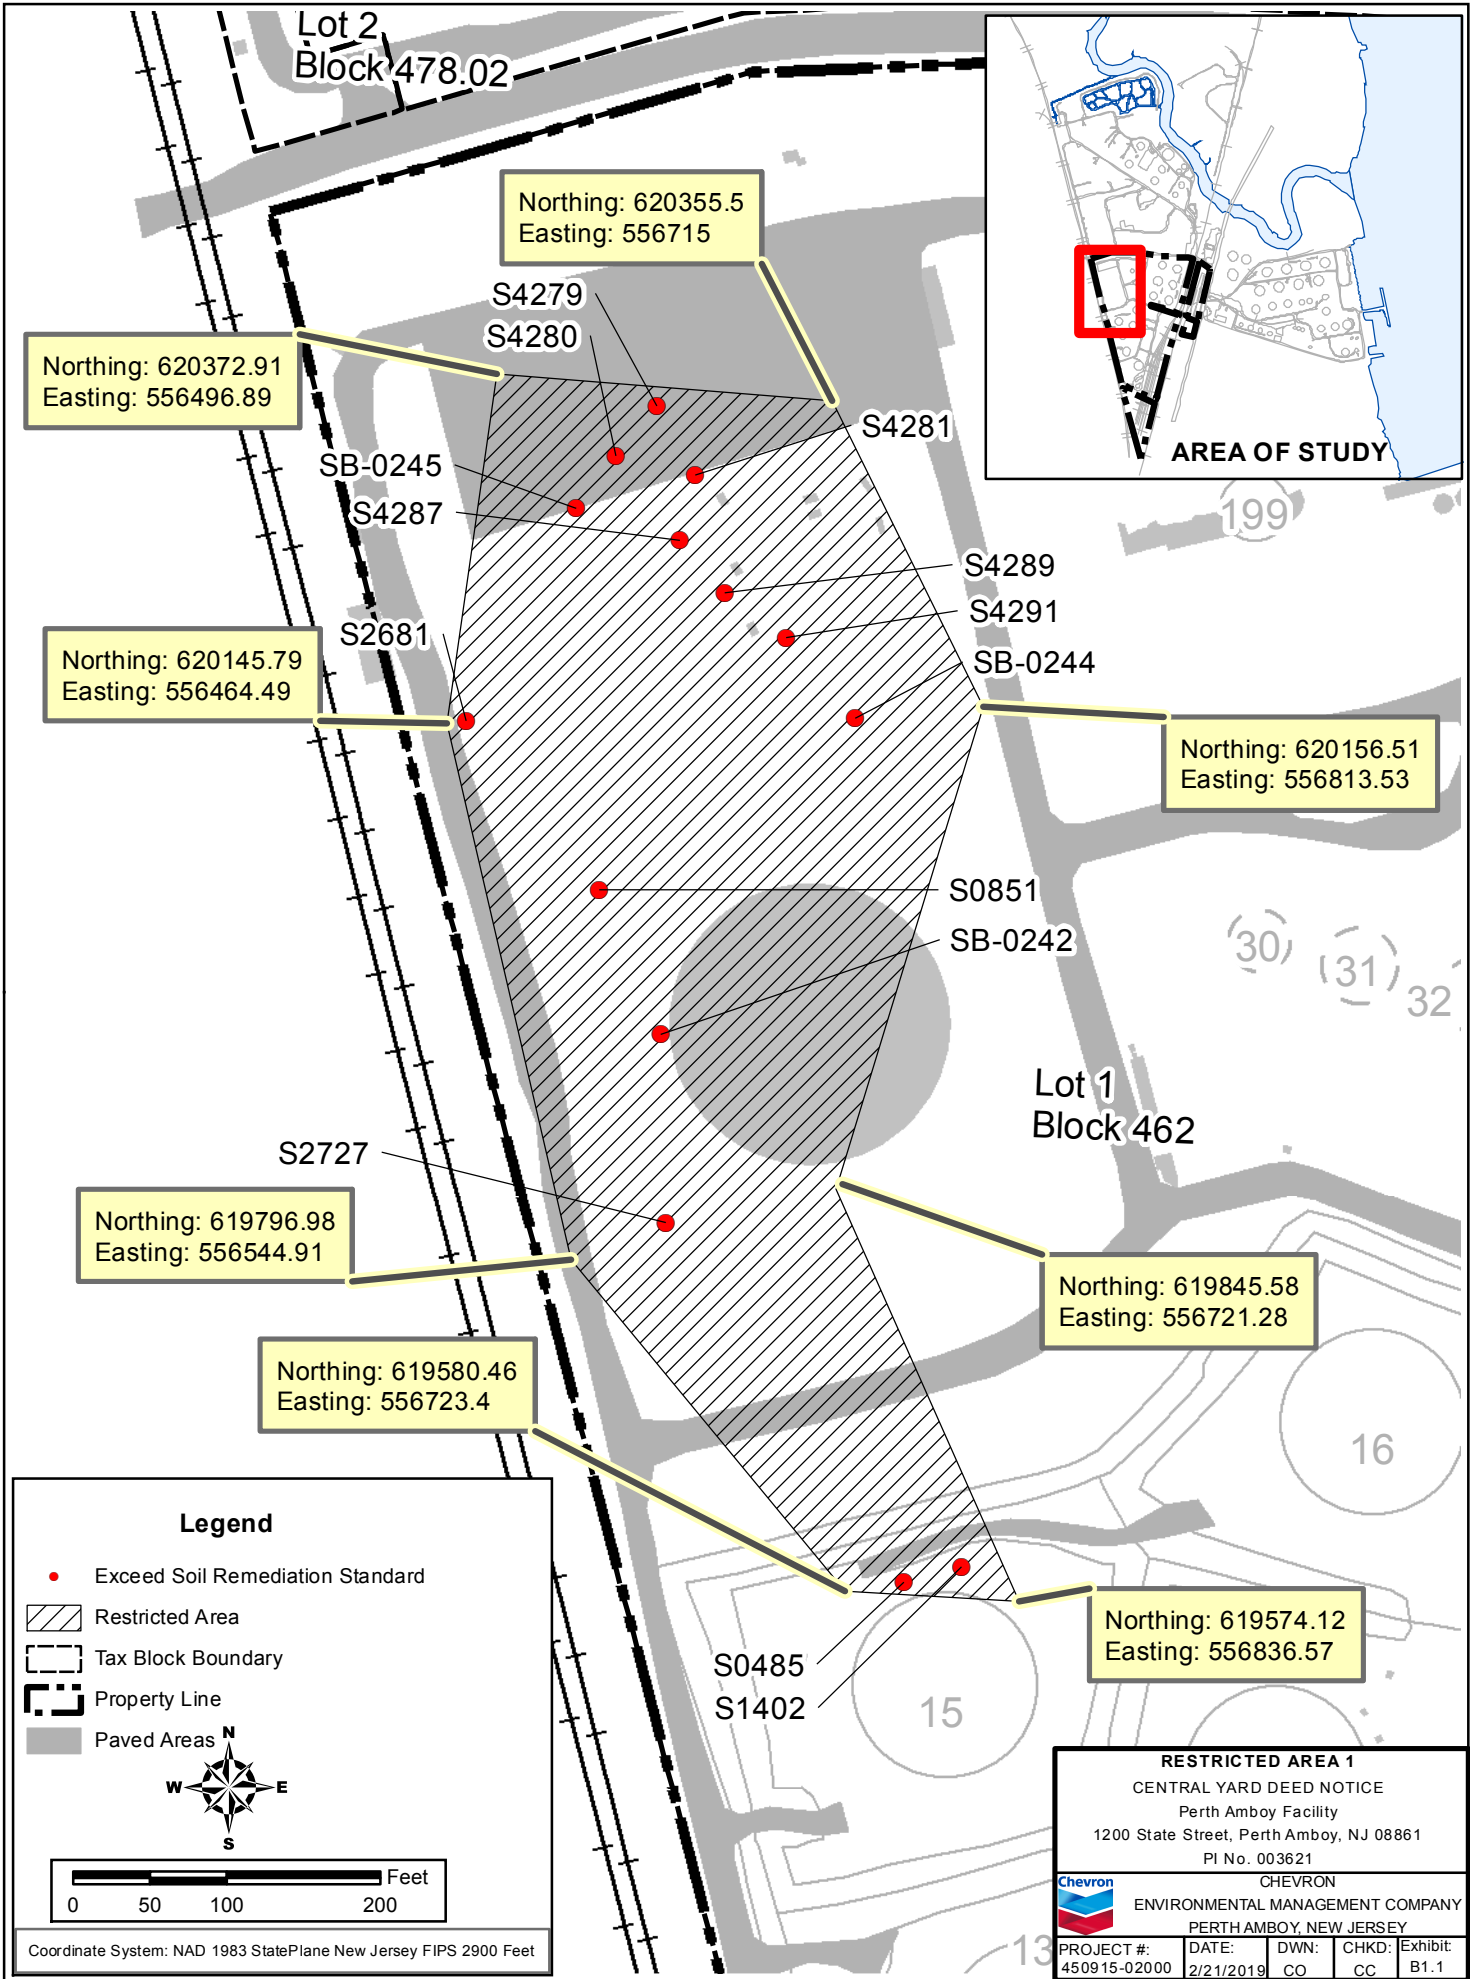 Lot 2
Block 478.02
Northing: 620355.5
Easting: 556715
S4279
S4280
Northing: 620372.91
Easting: 556496.89
S4281
SB-0245
S4287
AREA OF STUDY
199
S4289
S4291
S2681
SB-0244
Northing: 620145.79
Easting: 556464.49
Northing: 620156.51
Easting: 556813.53
S0851
SB-0242
30
31
32
Lot 1
Block 462
S2727
Northing: 619796.98
Easting: 556544.91
Northing: 619845.58
Easting: 556721.28
Northing: 619580.46
Easting: 556723.4
16
Northing: 619574.12
Easting: 556836.57
S0485
S1402
15
13
Legend
Exceed Soil Remediation Standard
Restricted Area
Tax Block Boundary
Property Line
Paved Areas
N
W E
S
Feet
0 50 100 200
Coordinate System: NAD 1983 StatePlane New Jersey FIPS 2900 Feet
RESTRICTED AREA 1
CENTRAL YARD DEED NOTICE
Perth Amboy Facility
1200 State Street, Perth Amboy, NJ 08861
PI No. 003621
Chevron
CHEVRON
ENVIRONMENTAL MANAGEMENT COMPANY
PERTH AMBOY, NEW JERSEY
PROJECT #: 450915-02000
DATE: 2/21/2019
DWN: CO
CHKD: CC
Exhibit: B1.1